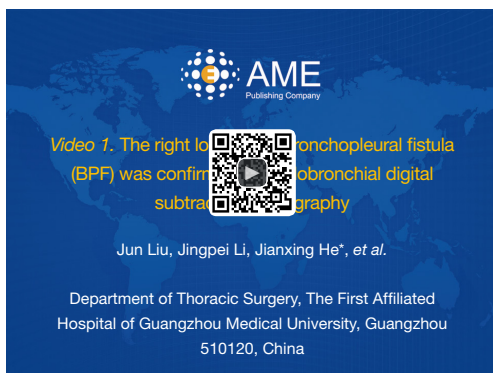 E AME
Publishing Company
Video 1. The right lo ronchopleural fistula
(BPF) was confirm obronchial digital
subtrac graphy
Jun Liu, Jingpei Li, Jianxing He*, et al.
Department of Thoracic Surgery, The First Affiliated
Hospital of Guangzhou Medical University, Guangzhou
510120, China